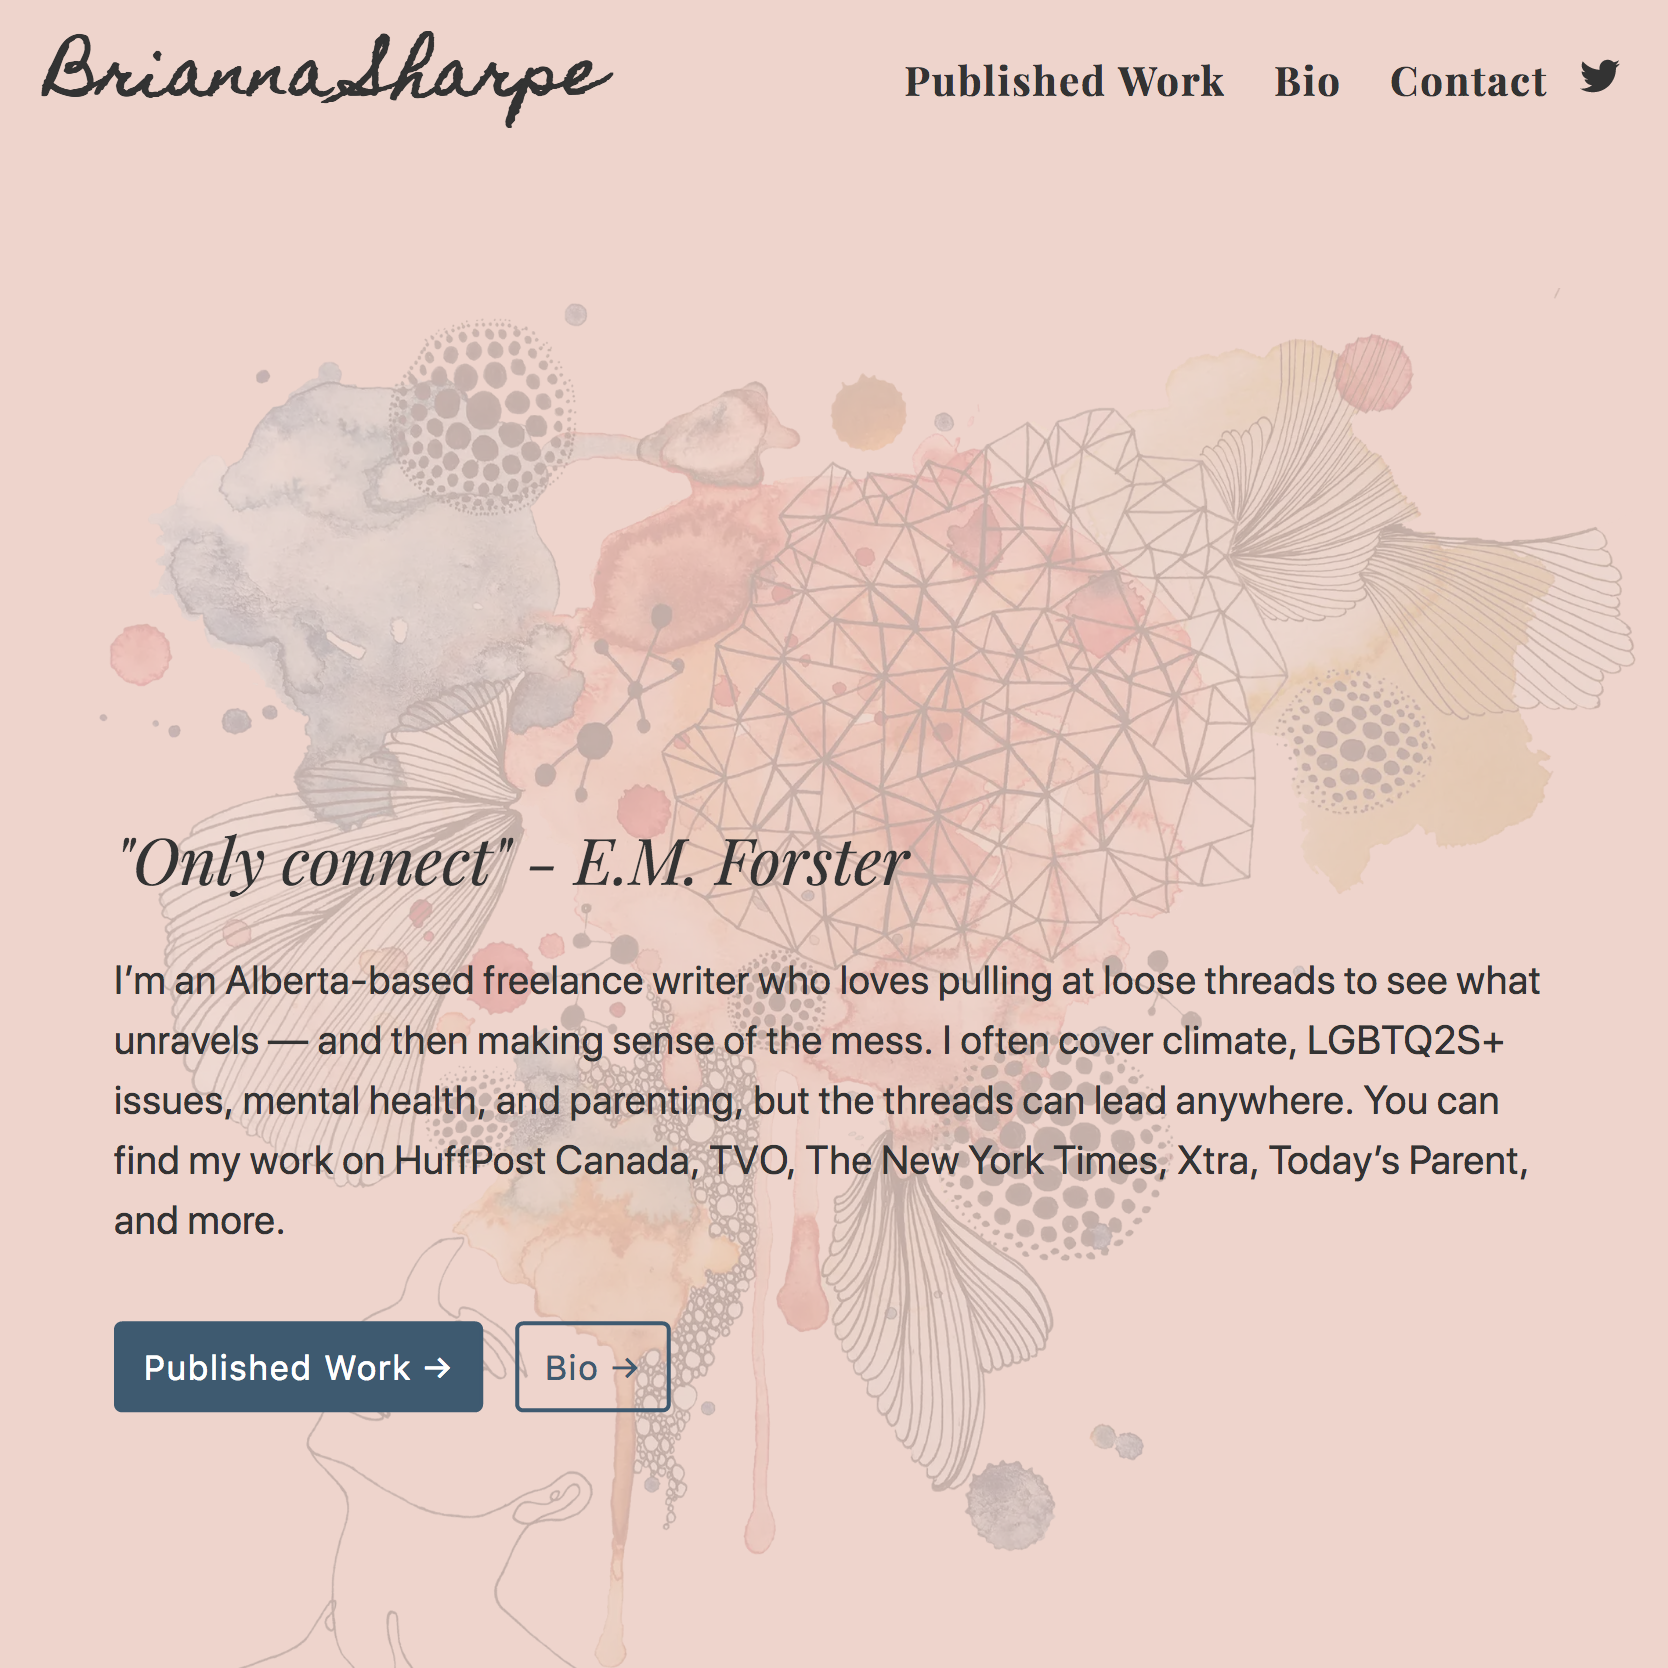 Brianna Sharpe
Published Work Bio Contact
"Only connect" – E.M. Forster
I’m an Alberta-based freelance writer who loves pulling at loose threads to see what
unravels — and then making sense of the mess. I often cover climate, LGBTQ2S+
issues, mental health, and parenting, but the threads can lead anywhere. You can
find my work on HuffPost Canada, TVO, The New York Times, Xtra, Today’s Parent,
and more.
Published Work → Bio →